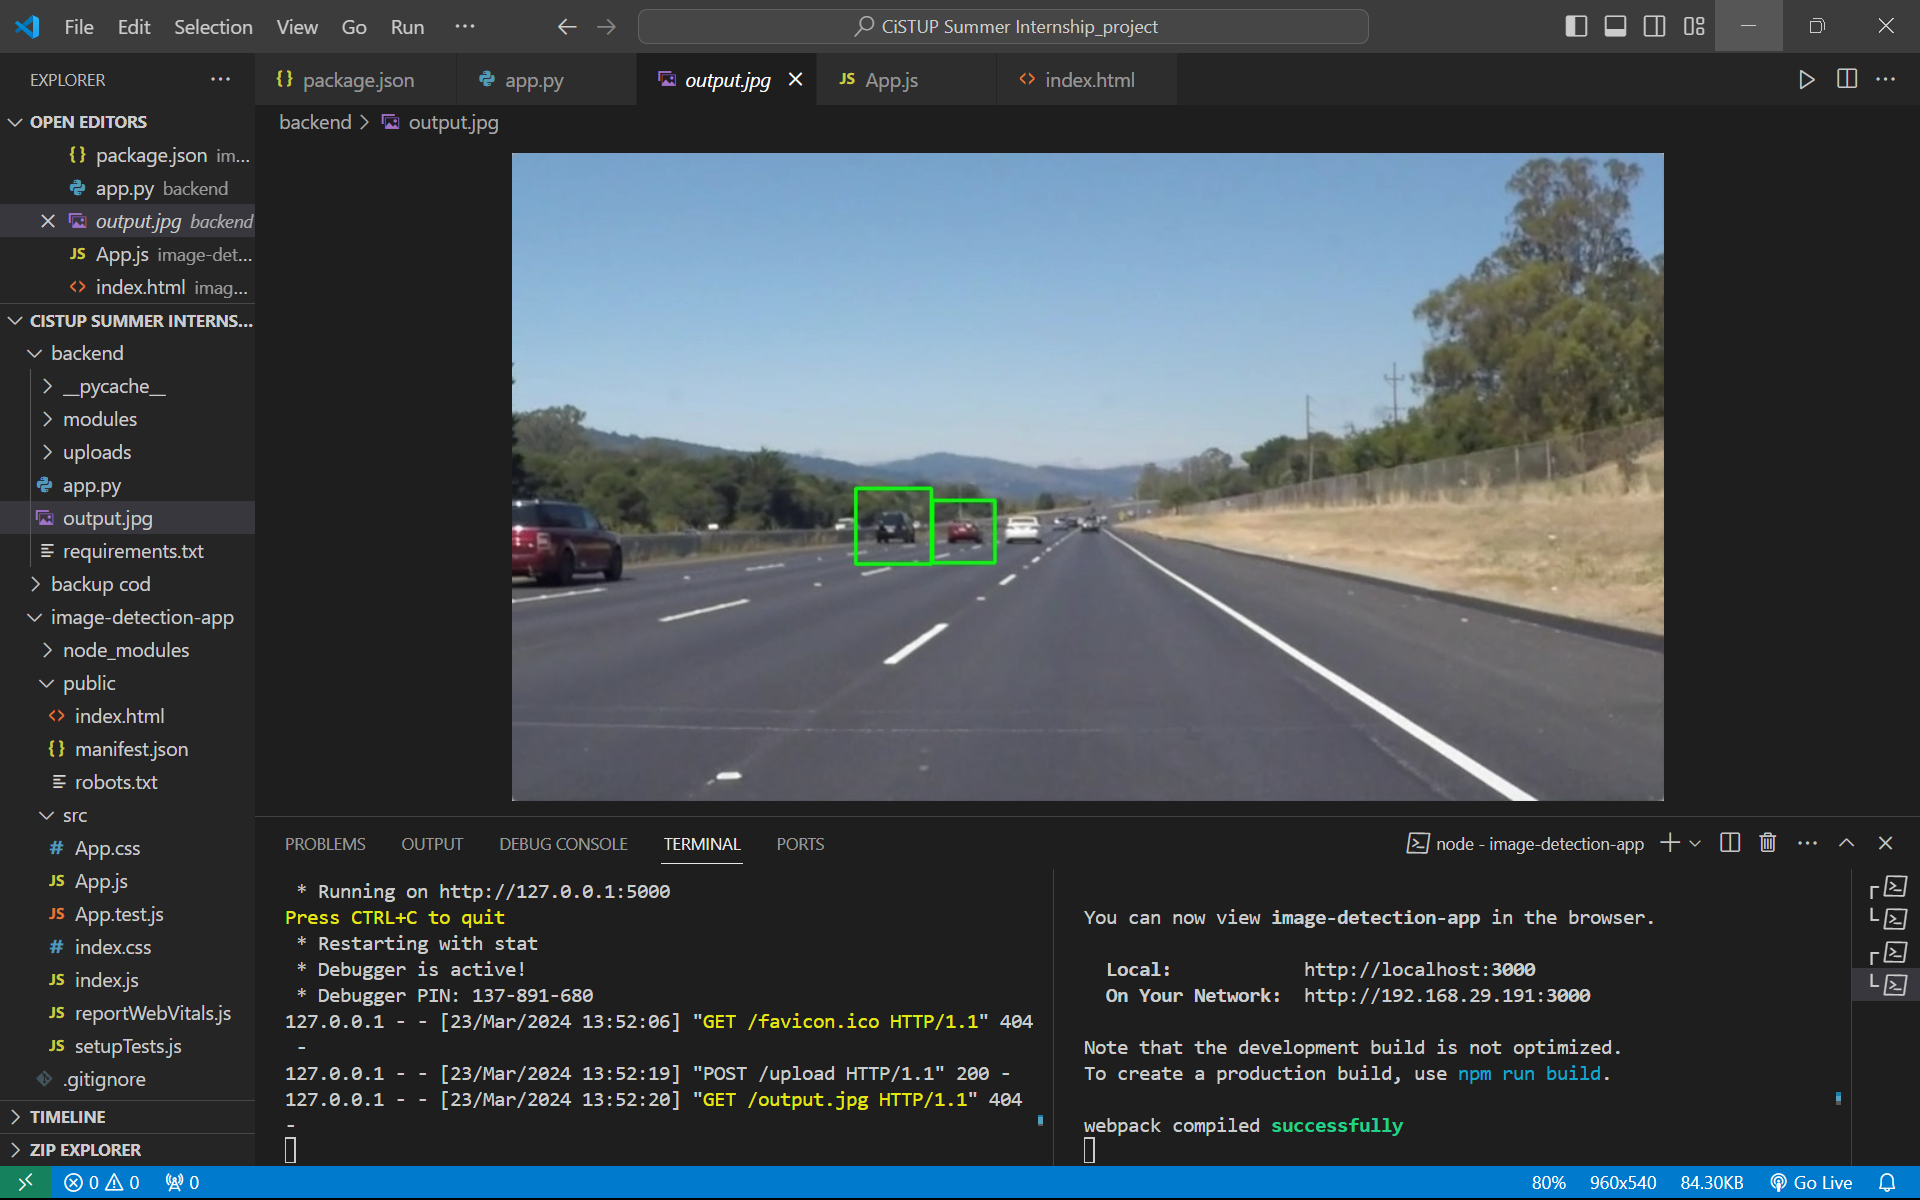 File Edit Selection View Go Run ··· CiSTUP Summer Internship_project
EXPLORER ···
OPEN EDITORS
{} package.json im...
app.py backend
output.jpg backend
JS App.js image-det...
<> index.html imag...
CISTUP SUMMER INTERNS...
backend
__pycache__
modules
uploads
app.py
output.jpg
requirements.txt
backup cod
image-detection-app
node_modules
public
<> index.html
{} manifest.json
robots.txt
src
# App.css
JS App.js
JS App.test.js
# index.css
JS index.js
JS reportWebVitals.js
JS setupTests.js
.gitignore
TIMELINE
ZIP EXPLORER
{} package.json app.py output.jpg JS App.js <> index.html
backend > output.jpg
PROBLEMS OUTPUT DEBUG CONSOLE TERMINAL PORTS node - image-detection-app
* Running on http://127.0.0.1:5000
Press CTRL+C to quit
* Restarting with stat
* Debugger is active!
* Debugger PIN: 137-891-680
127.0.0.1 - - [23/Mar/2024 13:52:06] "GET /favicon.ico HTTP/1.1" 404
-
127.0.0.1 - - [23/Mar/2024 13:52:19] "POST /upload HTTP/1.1" 200 -
127.0.0.1 - - [23/Mar/2024 13:52:20] "GET /output.jpg HTTP/1.1" 404
-
You can now view image-detection-app in the browser.
Local: http://localhost:3000
On Your Network: http://192.168.29.191:3000
Note that the development build is not optimized.
To create a production build, use npm run build.
webpack compiled successfully
0 0 0 80% 960x540 84.30KB Go Live